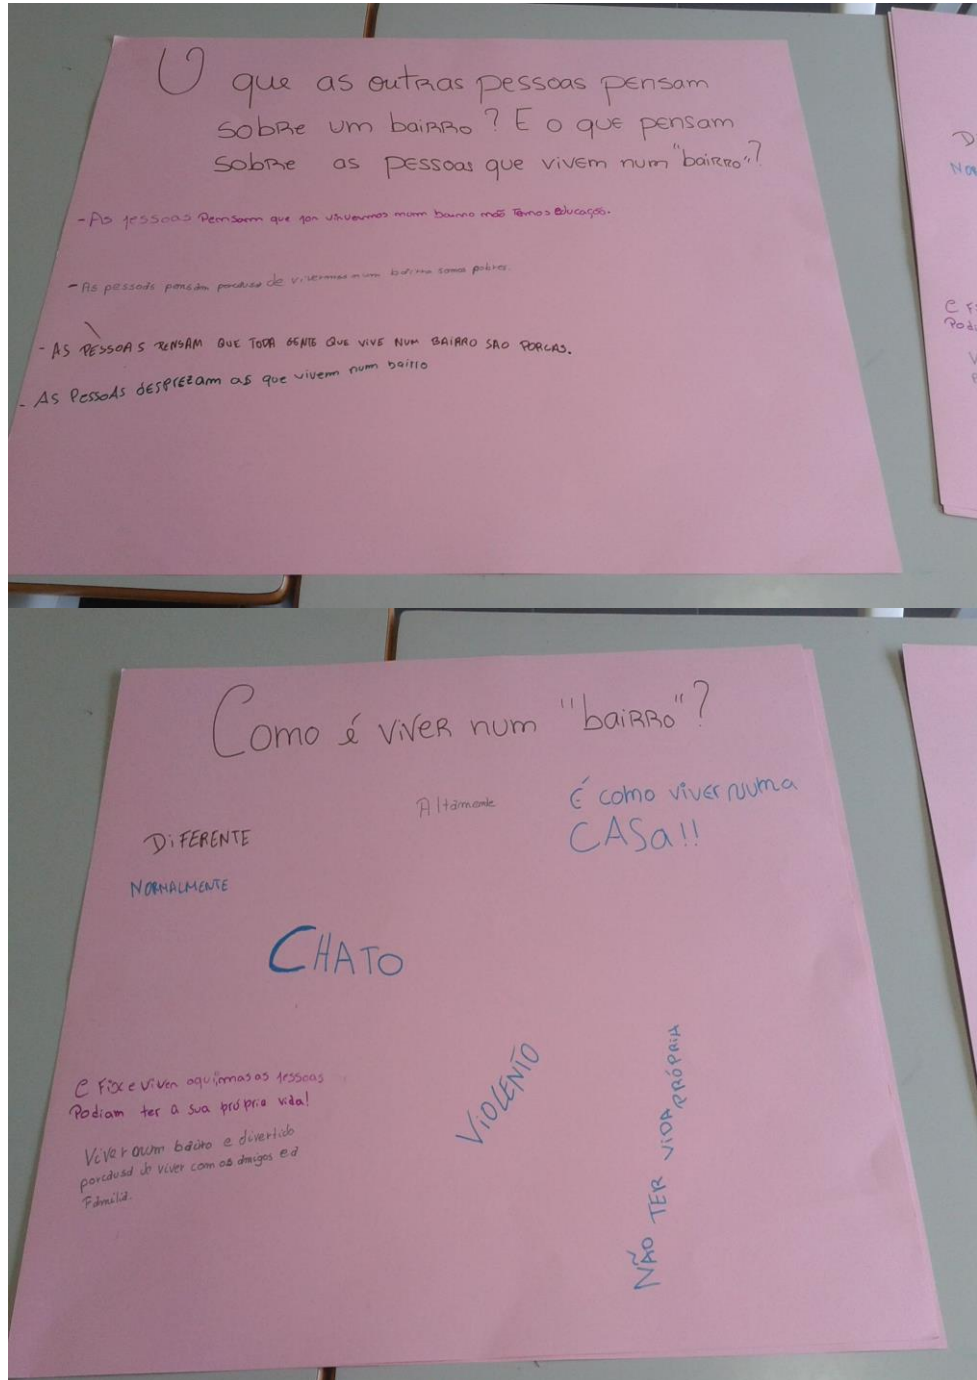 O que as outras pessoas pensam
sobre um bairro? E o que pensam
sobre as pessoas que vivem num "bairro"?
- As pessoas Pensam que por vivermos num bairro não Temos Educação.
- As pessoas pensam porcausa de vivermos num bairro somos pobres.
- AS PESSOAS PENSAM QUE TODA GENTE QUE VIVE NUM BAIRRO SAO PORCAS.
- AS PessoAs dESPREZam as que vivem num bairro
Como é viver num "bairro"?
Altamente
É como viver numa
CASa!!
DiFERENTE
NORMALMENTE
CHATO
VIOLENTO
NÃO TER VIDA PRÓPRIA
e Fixe viver aqui, mas as pessoas
Podiam ter a sua própria vida!
Viver num bairro e divertido
porcausa de viver com os amigos e a
Família.